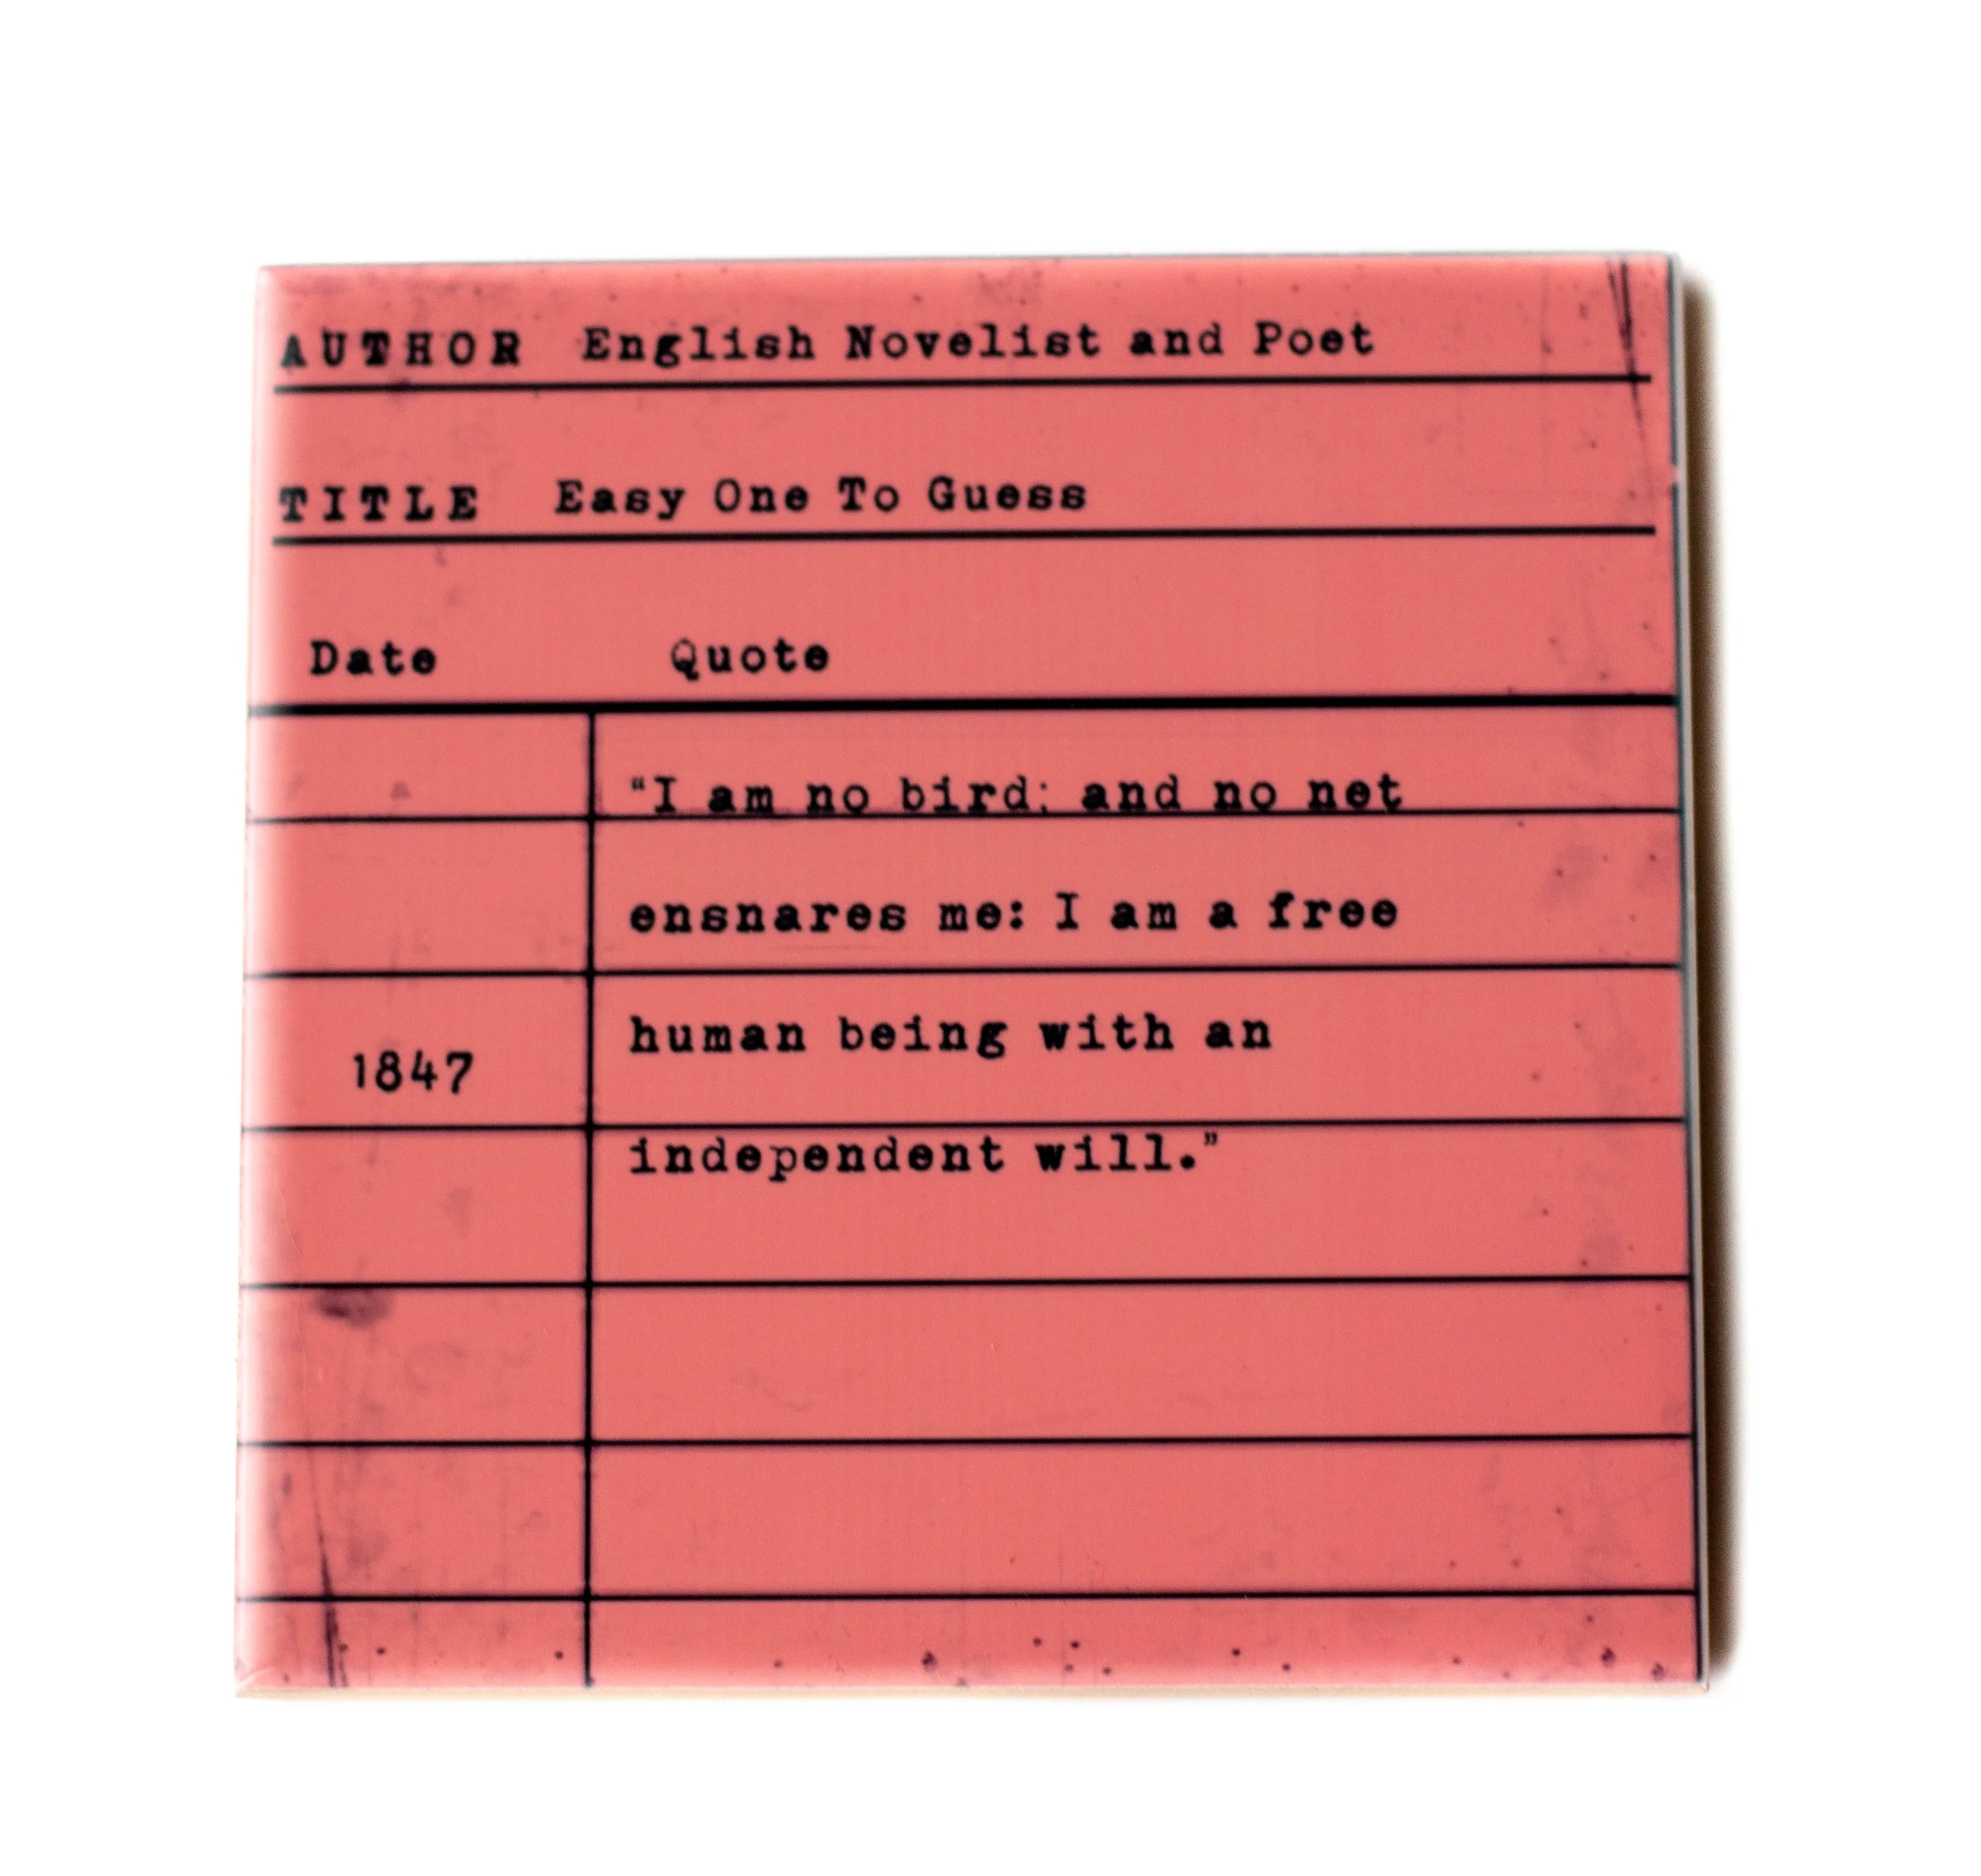 AUTHOR English Novelist and Poet
TITLE Easy One To Guess
Date Quote
“I am no bird; and no net
ensnares me: I am a free
human being with an
1847
independent will.”